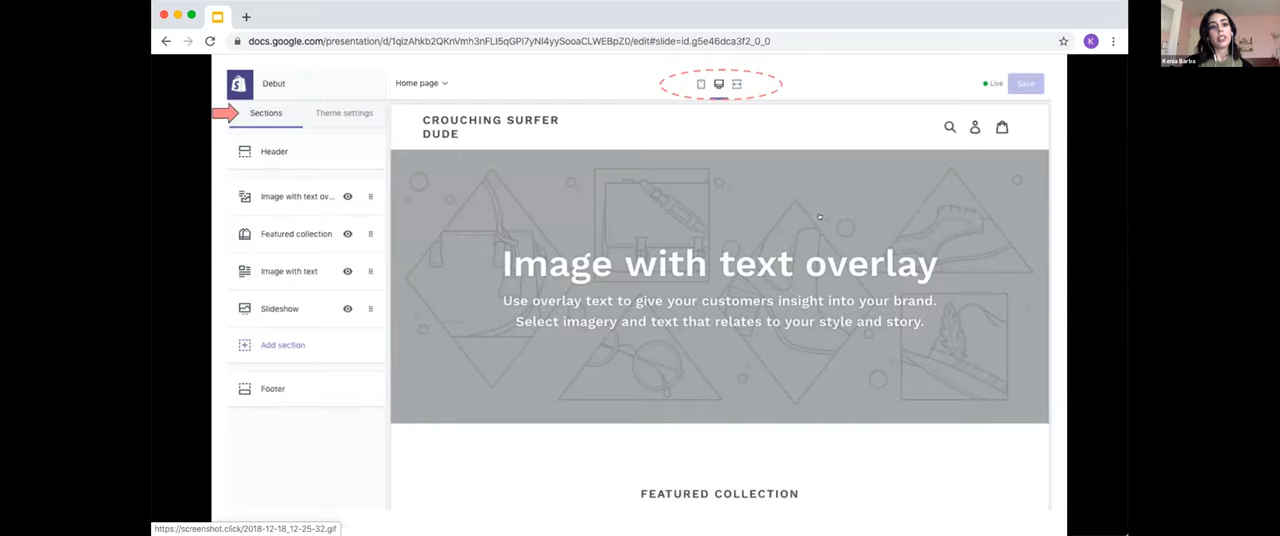 docs.google.com/presentation/d/1qizAhkb2QKnVmh3nFLI5qGPl7yNl4yySooaCLWEBpZ0/edit#slide=id.g5e46dca3f2_0_0
K
Kenia Barba
Debut
Home page
Live
Save
Sections
Theme settings
CROUCHING SURFER
DUDE
Header
Image with text ov...
Featured collection
Image with text
Slideshow
Add section
Footer
Image with text overlay
Use overlay text to give your customers insight into your brand.
Select imagery and text that relates to your style and story.
FEATURED COLLECTION
https://screenshot.click/2018-12-18_12-25-32.gif